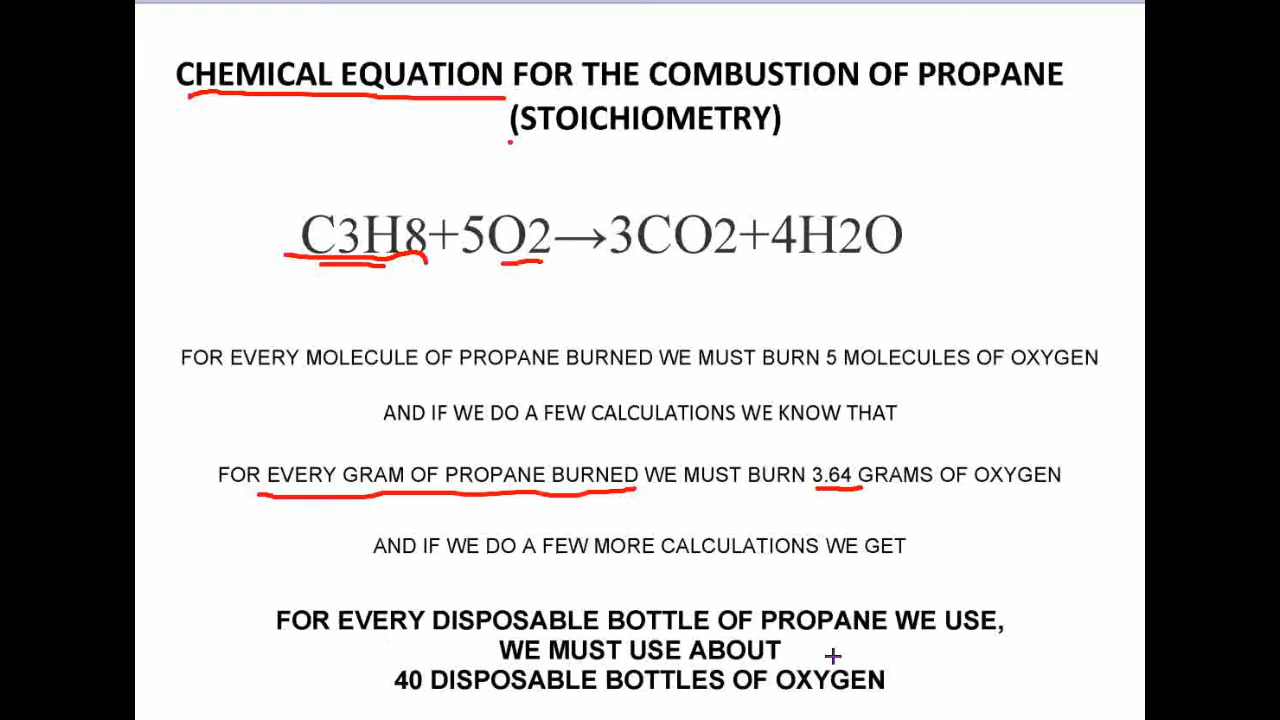 CHEMICAL EQUATION FOR THE COMBUSTION OF PROPANE
(STOICHIOMETRY)
C3H8+5O2→3CO2+4H2O
FOR EVERY MOLECULE OF PROPANE BURNED WE MUST BURN 5 MOLECULES OF OXYGEN
AND IF WE DO A FEW CALCULATIONS WE KNOW THAT
FOR EVERY GRAM OF PROPANE BURNED WE MUST BURN 3.64 GRAMS OF OXYGEN
AND IF WE DO A FEW MORE CALCULATIONS WE GET
FOR EVERY DISPOSABLE BOTTLE OF PROPANE WE USE,
WE MUST USE ABOUT
40 DISPOSABLE BOTTLES OF OXYGEN